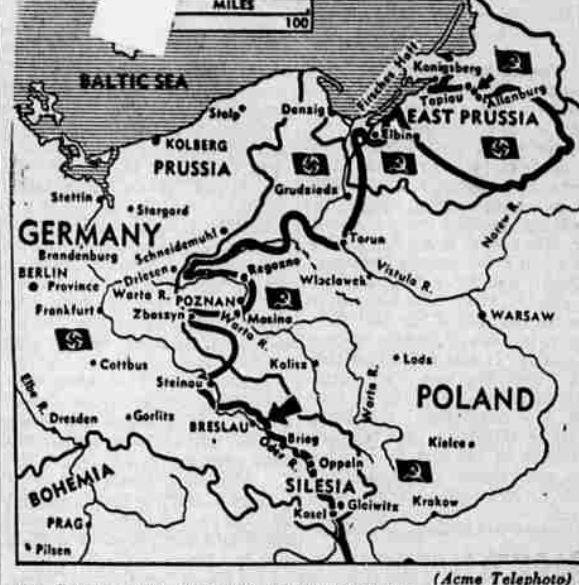 MILES
100
BALTIC SEA
Frisches Haff
Konigsberg
Tapiau
Allenburg
Stolp
Danzig
EAST PRUSSIA
Elbing
KOLBERG
PRUSSIA
Grudziads
Stettin
Stargard
Narew R.
GERMANY
Schneidemuhl
Torun
Brandenburg
Driesen
Rogozno
Wloclawek
Vistula R.
BERLIN
Province
Warta R.
POZNAN
Frankfurt
Zbaszyn
Mosina
WARSAW
Warta R.
Cottbus
Kalisz
Lods
Steinau
Warta R.
POLAND
Elbe R.
Dresden
Gorlitz
BRESLAU
Brieg
Kielce
Oder R.
Oppeln
BOHEMIA
SILESIA
Gleiwitz
Krakow
Kosel
PRAG
Pilsen
(Acme Telephoto)